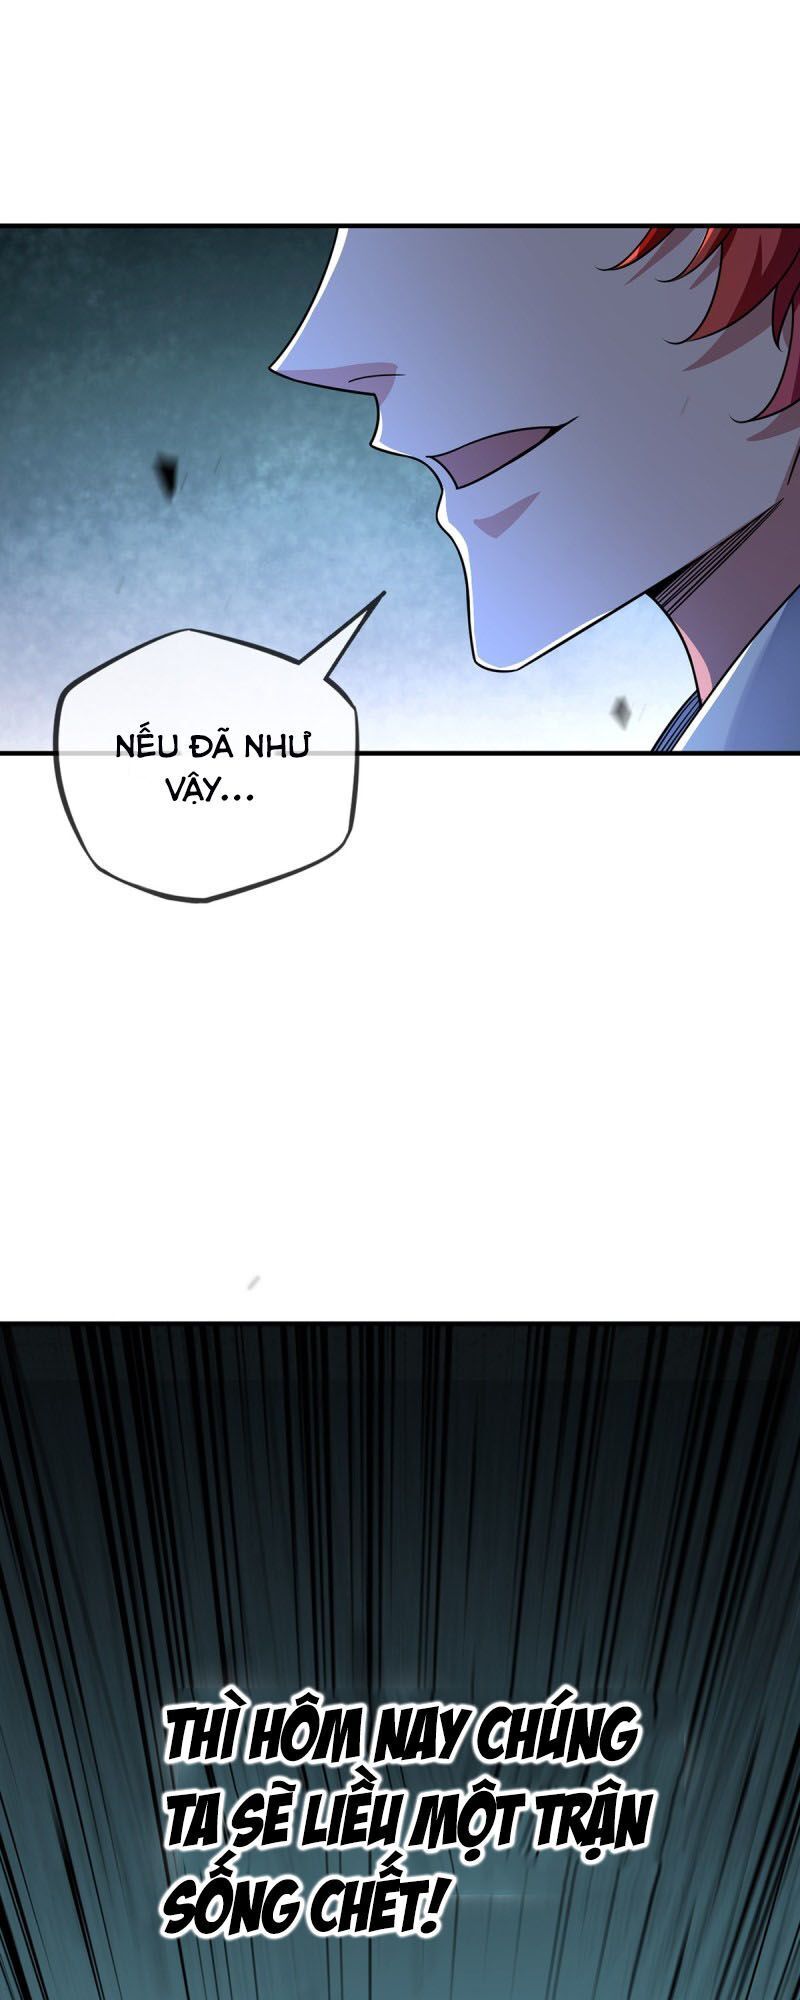 NẾU ĐÃ NHƯ
VẬY...
THÌ HÔM NAY CHÚNG
TA SẼ LIỀU MỘT TRẬN
SỐNG CHẾT!